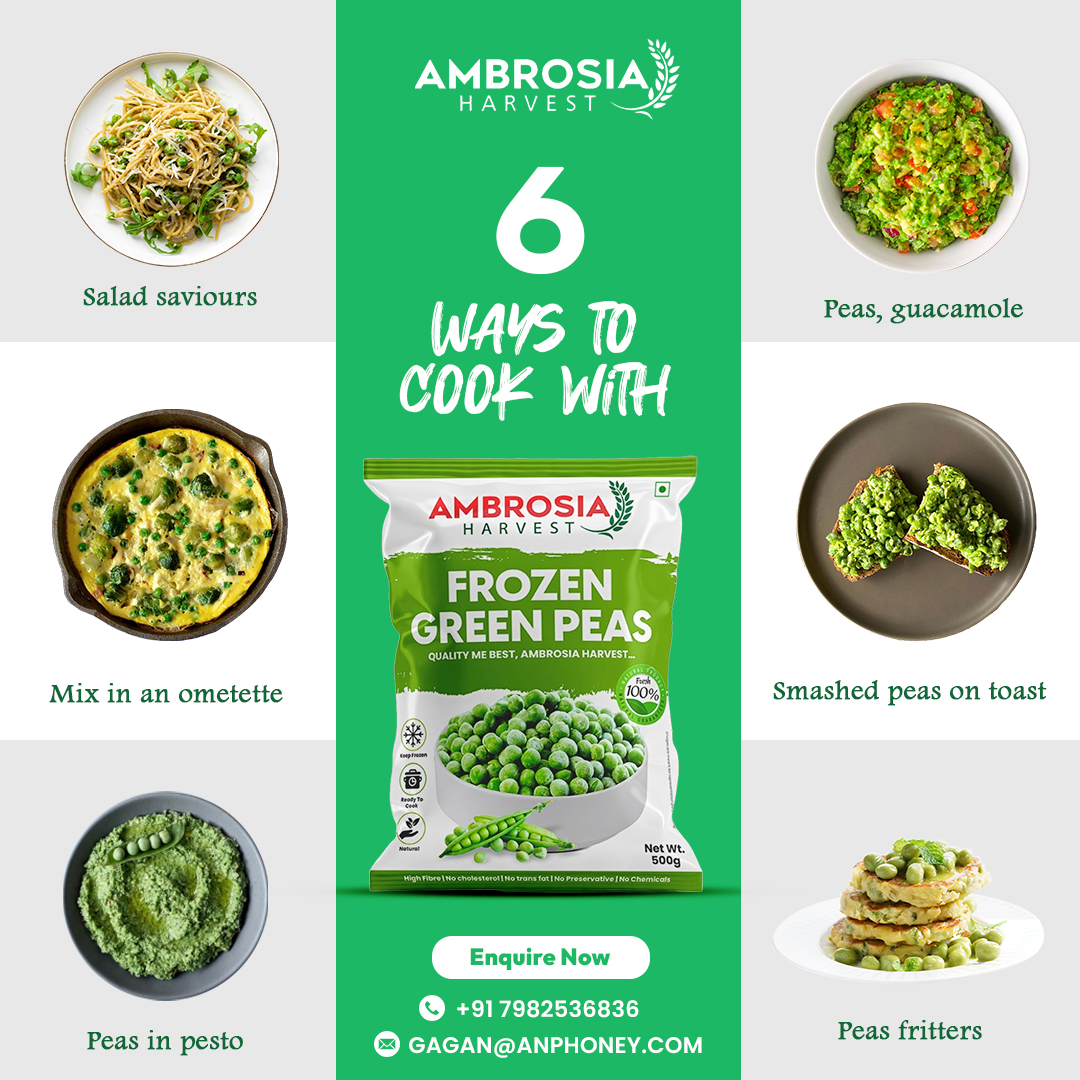 AMBROSIA
HARVEST
6
WAYS TO
COOK WITH
Salad saviours
Peas, guacamole
Mix in an ometette
Smashed peas on toast
Peas in pesto
Peas fritters
AMBROSIA
HARVEST
FROZEN
GREEN PEAS
QUALITY ME BEST, AMBROSIA HARVEST...
Fresh
100%
Keep Frozen
Ready To
Cook
Natural
Net Wt.
500g
High Fibre | No cholesterol | No trans fat | No Preservative | No Chemicals
Enquire Now
+91 7982536836
GAGAN@ANPHONEY.COM